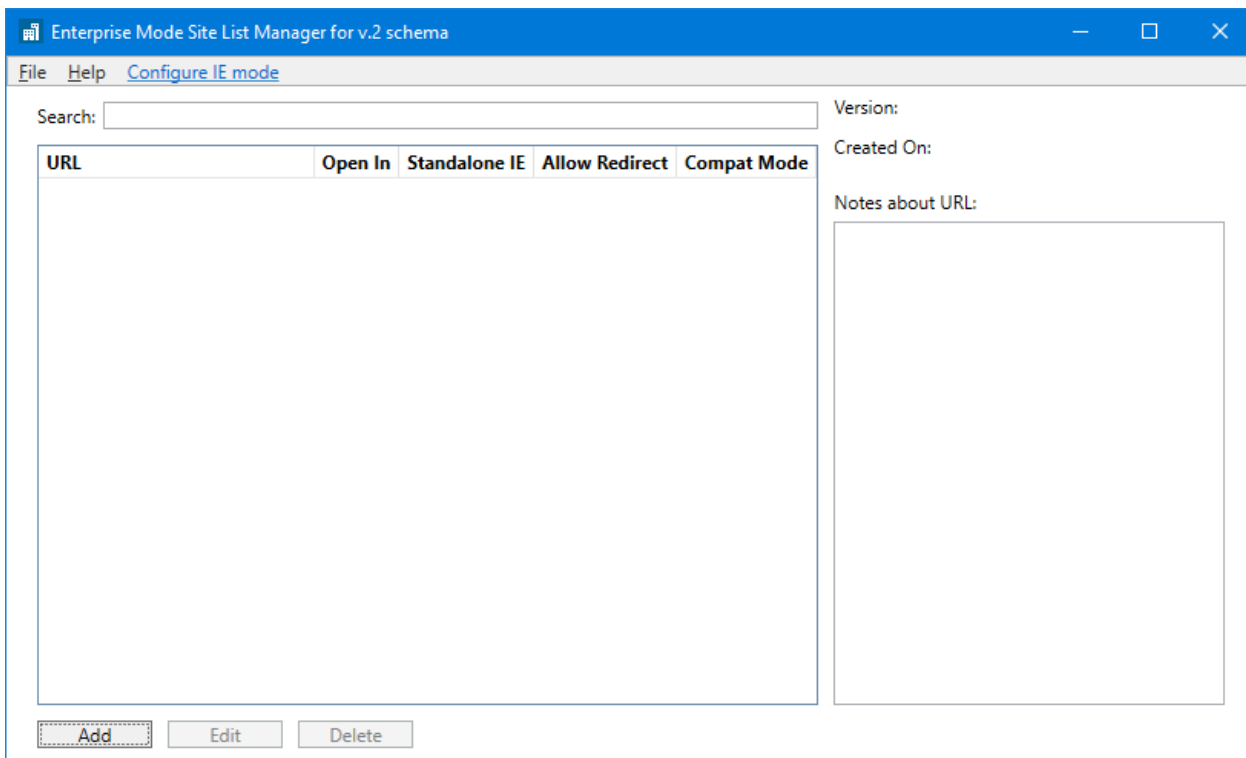 Enterprise Mode Site List Manager for v.2 schema
File Help Configure IE mode
Search:
URL Open In Standalone IE Allow Redirect Compat Mode
Version:
Created On:
Notes about URL:
Add Edit Delete